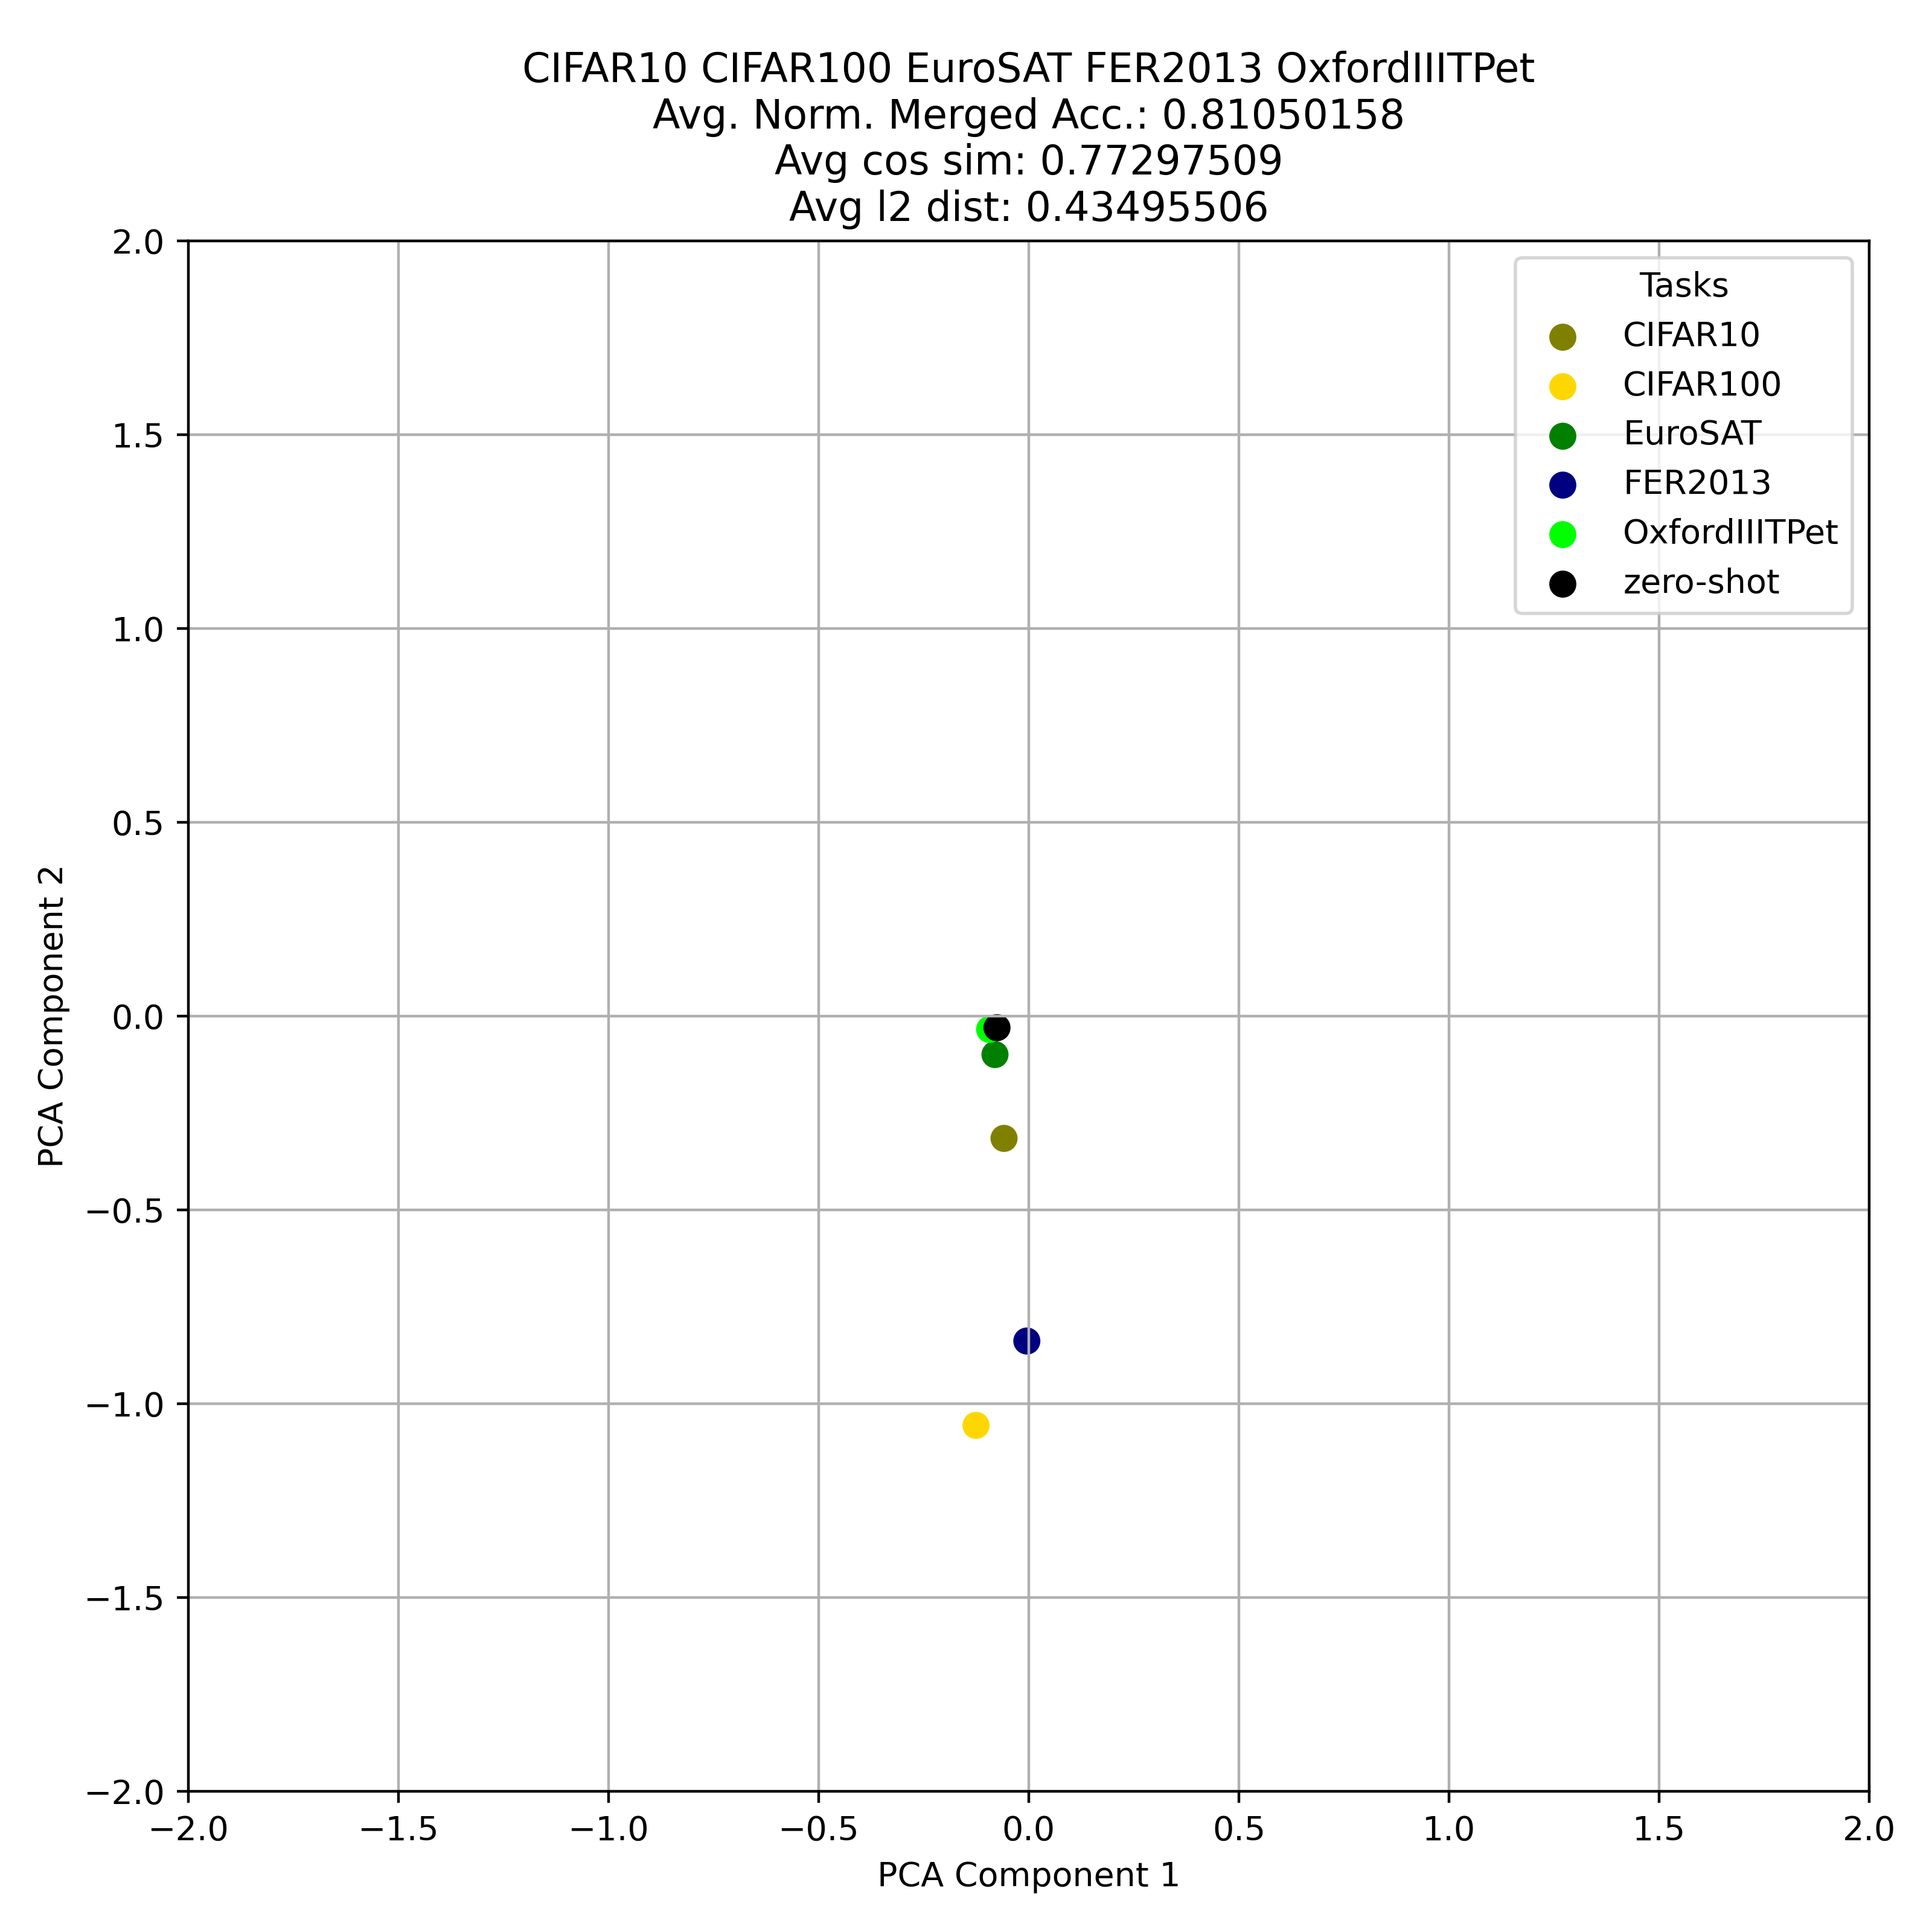 CIFAR10 CIFAR100 EuroSAT FER2013 OxfordIIITPet
Avg. Norm. Merged Acc.: 0.81050158
Avg cos sim: 0.77297509
Avg l2 dist: 0.43495506
Tasks
CIFAR10
CIFAR100
EuroSAT
FER2013
OxfordIIITPet
zero-shot
PCA Component 2
2.0
1.5
1.0
0.5
0.0
−0.5
−1.0
−1.5
−2.0
−2.0 −1.5 −1.0 −0.5 0.0 0.5 1.0 1.5 2.0
PCA Component 1